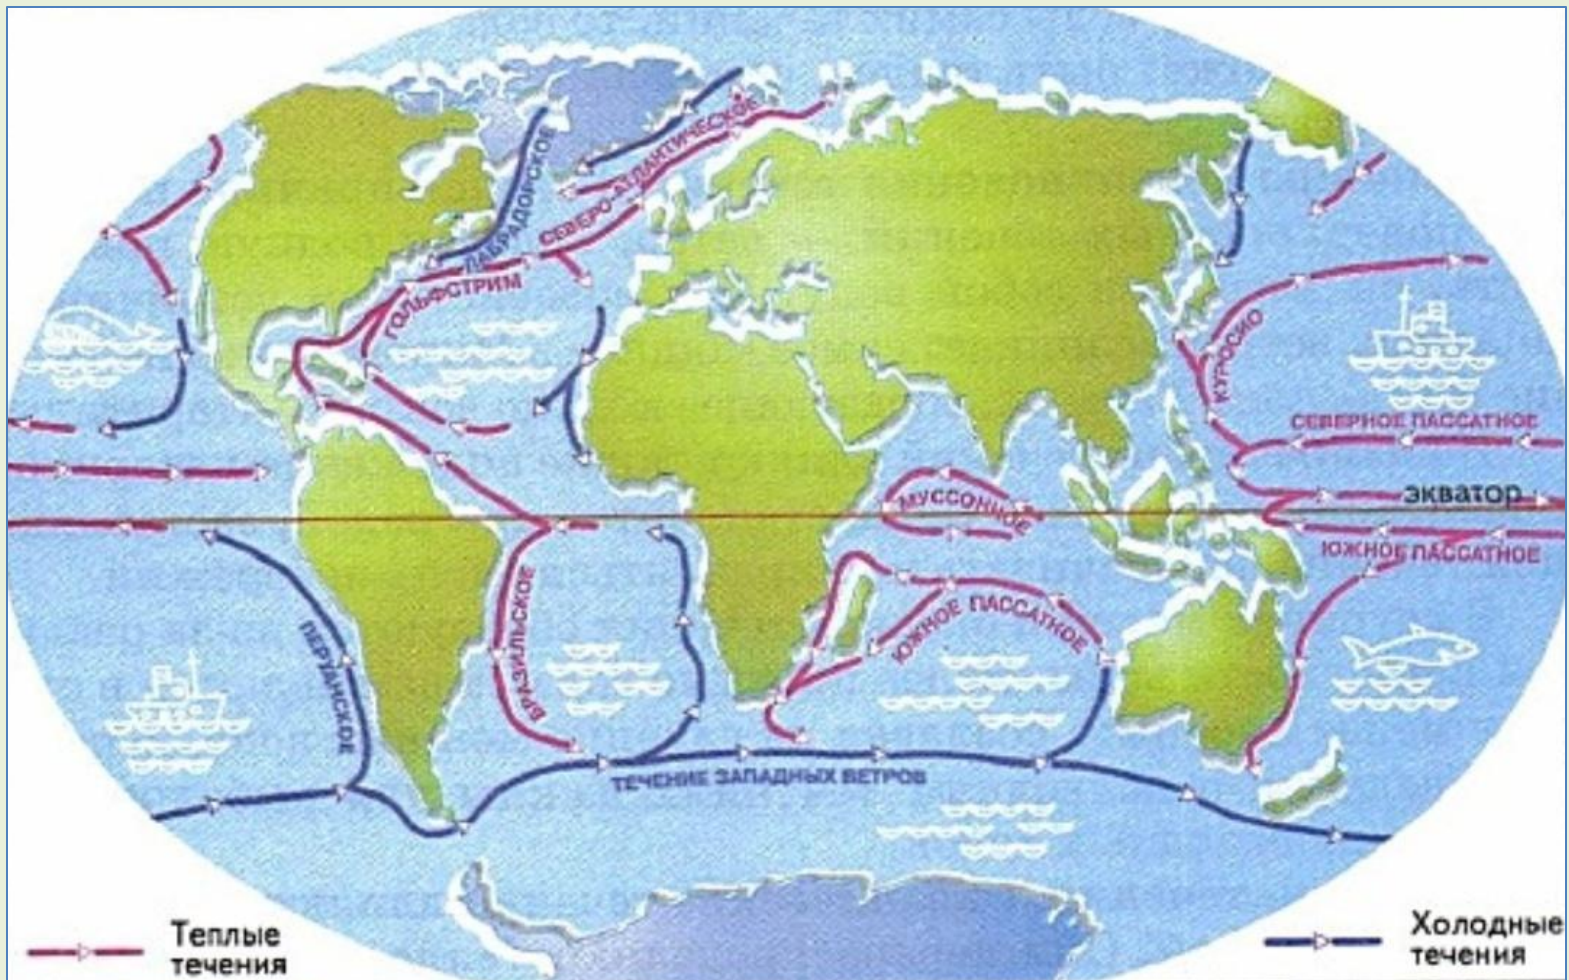 ЛАБРАДОРСКОЕ
СЕВЕРО-АТЛАНТИЧЕСКОЕ
ГОЛЬФСТРИМ
КУРОСИО
СЕВЕРНОЕ ПАССАТНОЕ
экватор
МУССОННОЕ
ЮЖНОЕ ПАССАТНОЕ
ЮЖНОЕ ПАССАТНОЕ
БРАЗИЛЬСКОЕ
ПЕРУАНСКОЕ
ТЕЧЕНИЕ ЗАПАДНЫХ ВЕТРОВ
Теплые
течения
Холодные
течения